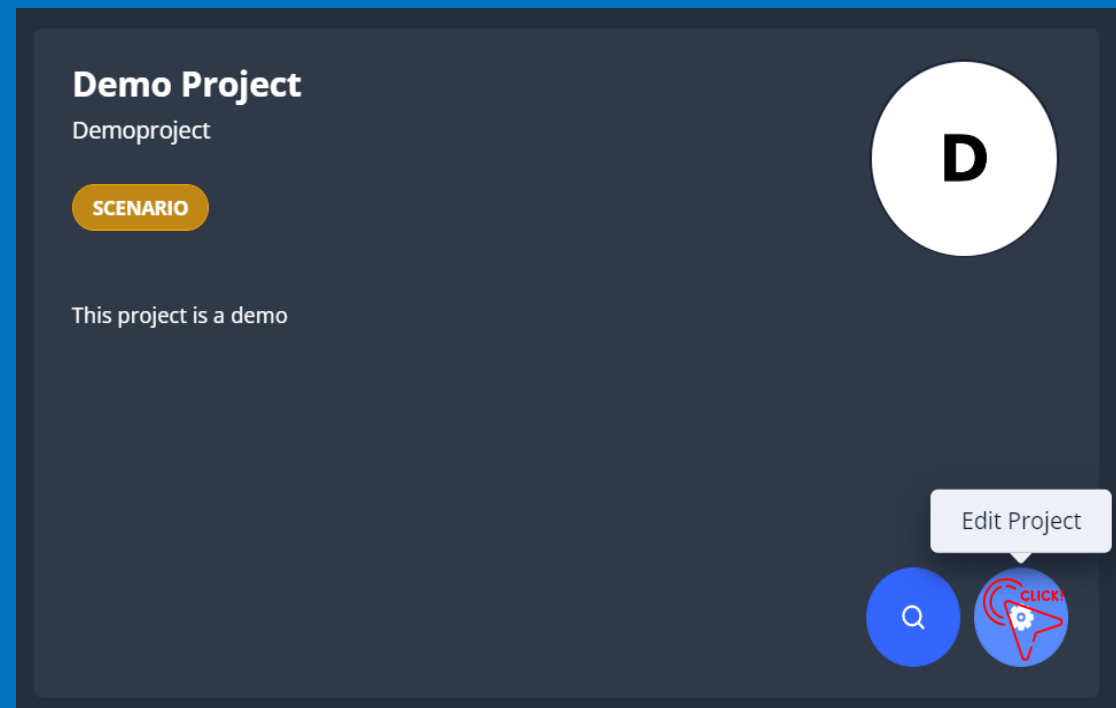 Demo Project
Demoproject
D
SCENARIO
This project is a demo
Edit Project
CLICK!